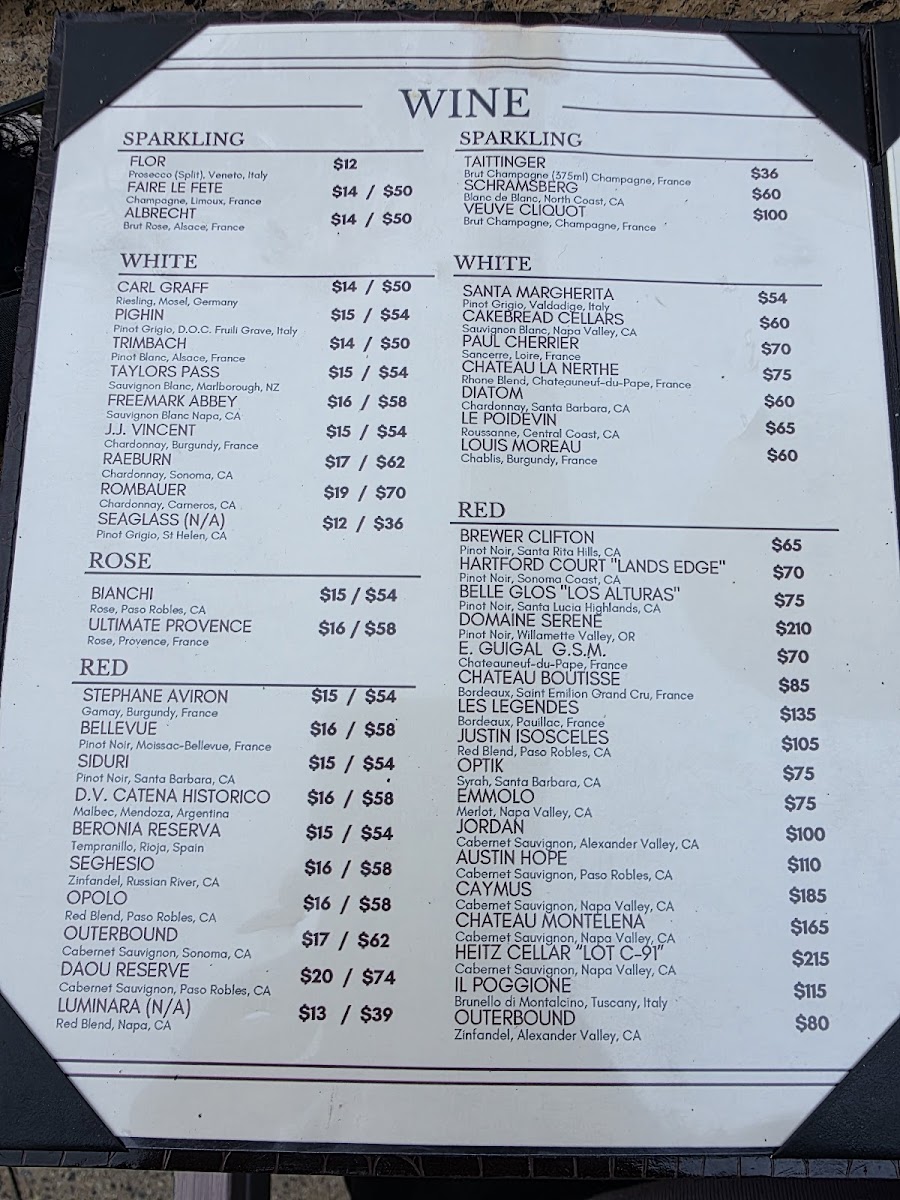 WINE
SPARKLING
FLOR $12
Prosecco (Split), Veneto, Italy
FAIRE LE FETE $14 / $50
Champagne, Limoux, France
ALBRECHT $14 / $50
Brut Rose, Alsace, France
WHITE
CARL GRAFF $14 / $50
Riesling, Mosel, Germany
PIGHIN $15 / $54
Pinot Grigio, D.O.C. Fruili Grave, Italy
TRIMBACH $14 / $50
Pinot Blanc, Alsace, France
TAYLORS PASS $15 / $54
Sauvignon Blanc, Marlborough, NZ
FREEMARK ABBEY $16 / $58
Sauvignon Blanc Napa, CA
J.J. VINCENT $15 / $54
Chardonnay, Burgundy, France
RAEBURN $17 / $62
Chardonnay, Sonoma, CA
ROMBAUER $19 / $70
Chardonnay, Carneros, CA
SEAGLASS (N/A) $12 / $36
Pinot Grigio, St Helen, CA
ROSE
BIANCHI $15 / $54
Rose, Paso Robles, CA
ULTIMATE PROVENCE $16 / $58
Rose, Provence, France
RED
STEPHANE AVIRON $15 / $54
Gamay, Burgundy, France
BELLEVUE $16 / $58
Pinot Noir, Moissac-Bellevue, France
SIDURI $15 / $54
Pinot Noir, Santa Barbara, CA
D.V. CATENA HISTORICO $16 / $58
Malbec, Mendoza, Argentina
BERONIA RESERVA $15 / $54
Tempranillo, Rioja, Spain
SEGHESIO $16 / $58
Zinfandel, Russian River, CA
OPOLO $16 / $58
Red Blend, Paso Robles, CA
OUTERBOUND $17 / $62
Cabernet Sauvignon, Sonoma, CA
DAOU RESERVE $20 / $74
Cabernet Sauvignon, Paso Robles, CA
LUMINARA (N/A) $13 / $39
Red Blend, Napa, CA
SPARKLING
TAITTINGER $36
Brut Champagne (375ml) Champagne, France
SCHRAMSBERG $60
Blanc de Blanc, North Coast, CA
VEUVE CLIQUOT $100
Brut Champagne, Champagne, France
WHITE
SANTA MARGHERITA $54
Pinot Grigio, Valdadige, Italy
CAKEBREAD CELLARS $60
Sauvignon Blanc, Napa Valley, CA
PAUL CHERRIER $70
Sancerre, Loire, France
CHATEAU LA NERTHE $75
Rhone Blend, Chateauneuf-du-Pape, France
DIATOM $60
Chardonnay, Santa Barbara, CA
LE POIDEVIN $65
Roussanne, Central Coast, CA
LOUIS MOREAU $60
Chablis, Burgundy, France
RED
BREWER CLIFTON $65
Pinot Noir, Santa Rita Hills, CA
HARTFORD COURT "LANDS EDGE" $70
Pinot Noir, Sonoma Coast, CA
BELLE GLOS "LOS ALTURAS" $75
Pinot Noir, Santa Lucia Highlands, CA
DOMAINE SERENE $210
Pinot Noir, Willamette Valley, OR
E. GUIGAL G.S.M. $70
Chateauneuf-du-Pape, France
CHATEAU BOUTISSE $85
Bordeaux, Saint Emilion Grand Cru, France
LES LEGENDES $135
Bordeaux, Pauillac, France
JUSTIN ISOSCELES $105
Red Blend, Paso Robles, CA
OPTIK $75
Syrah, Santa Barbara, CA
EMMOLO $75
Merlot, Napa Valley, CA
JORDAN $100
Cabernet Sauvignon, Alexander Valley, CA
AUSTIN HOPE $110
Cabernet Sauvignon, Paso Robles, CA
CAYMUS $185
Cabernet Sauvignon, Napa Valley, CA
CHATEAU MONTELENA $165
Cabernet Sauvignon, Napa Valley, CA
HEITZ CELLAR "LOT C-91" $215
Cabernet Sauvignon, Napa Valley, CA
IL POGGIONE $115
Brunello di Montalcino, Tuscany, Italy
OUTERBOUND $80
Zinfandel, Alexander Valley, CA